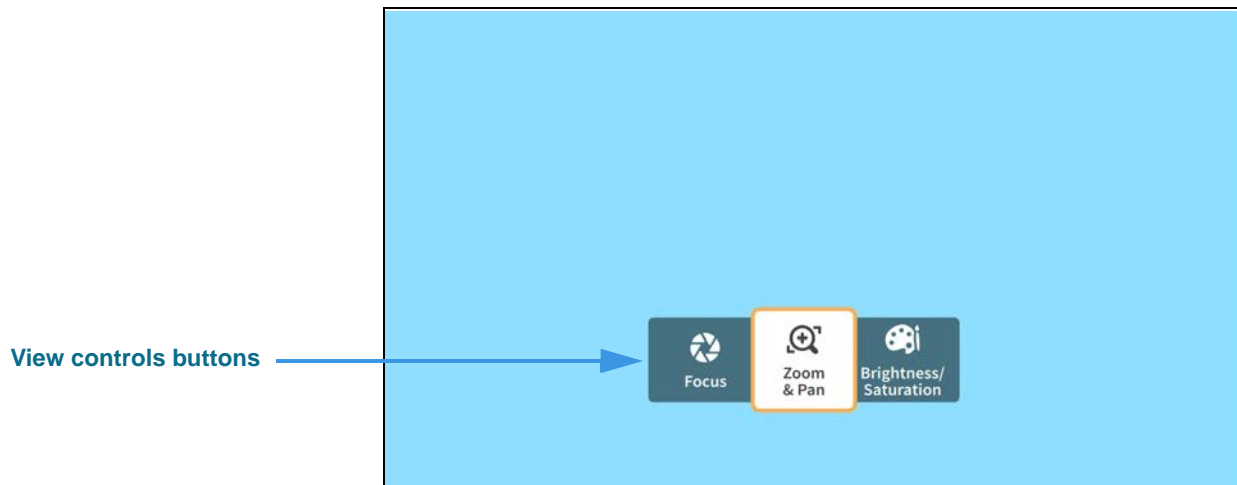 View controls buttons
Focus
Zoom
& Pan
Brightness/
Saturation